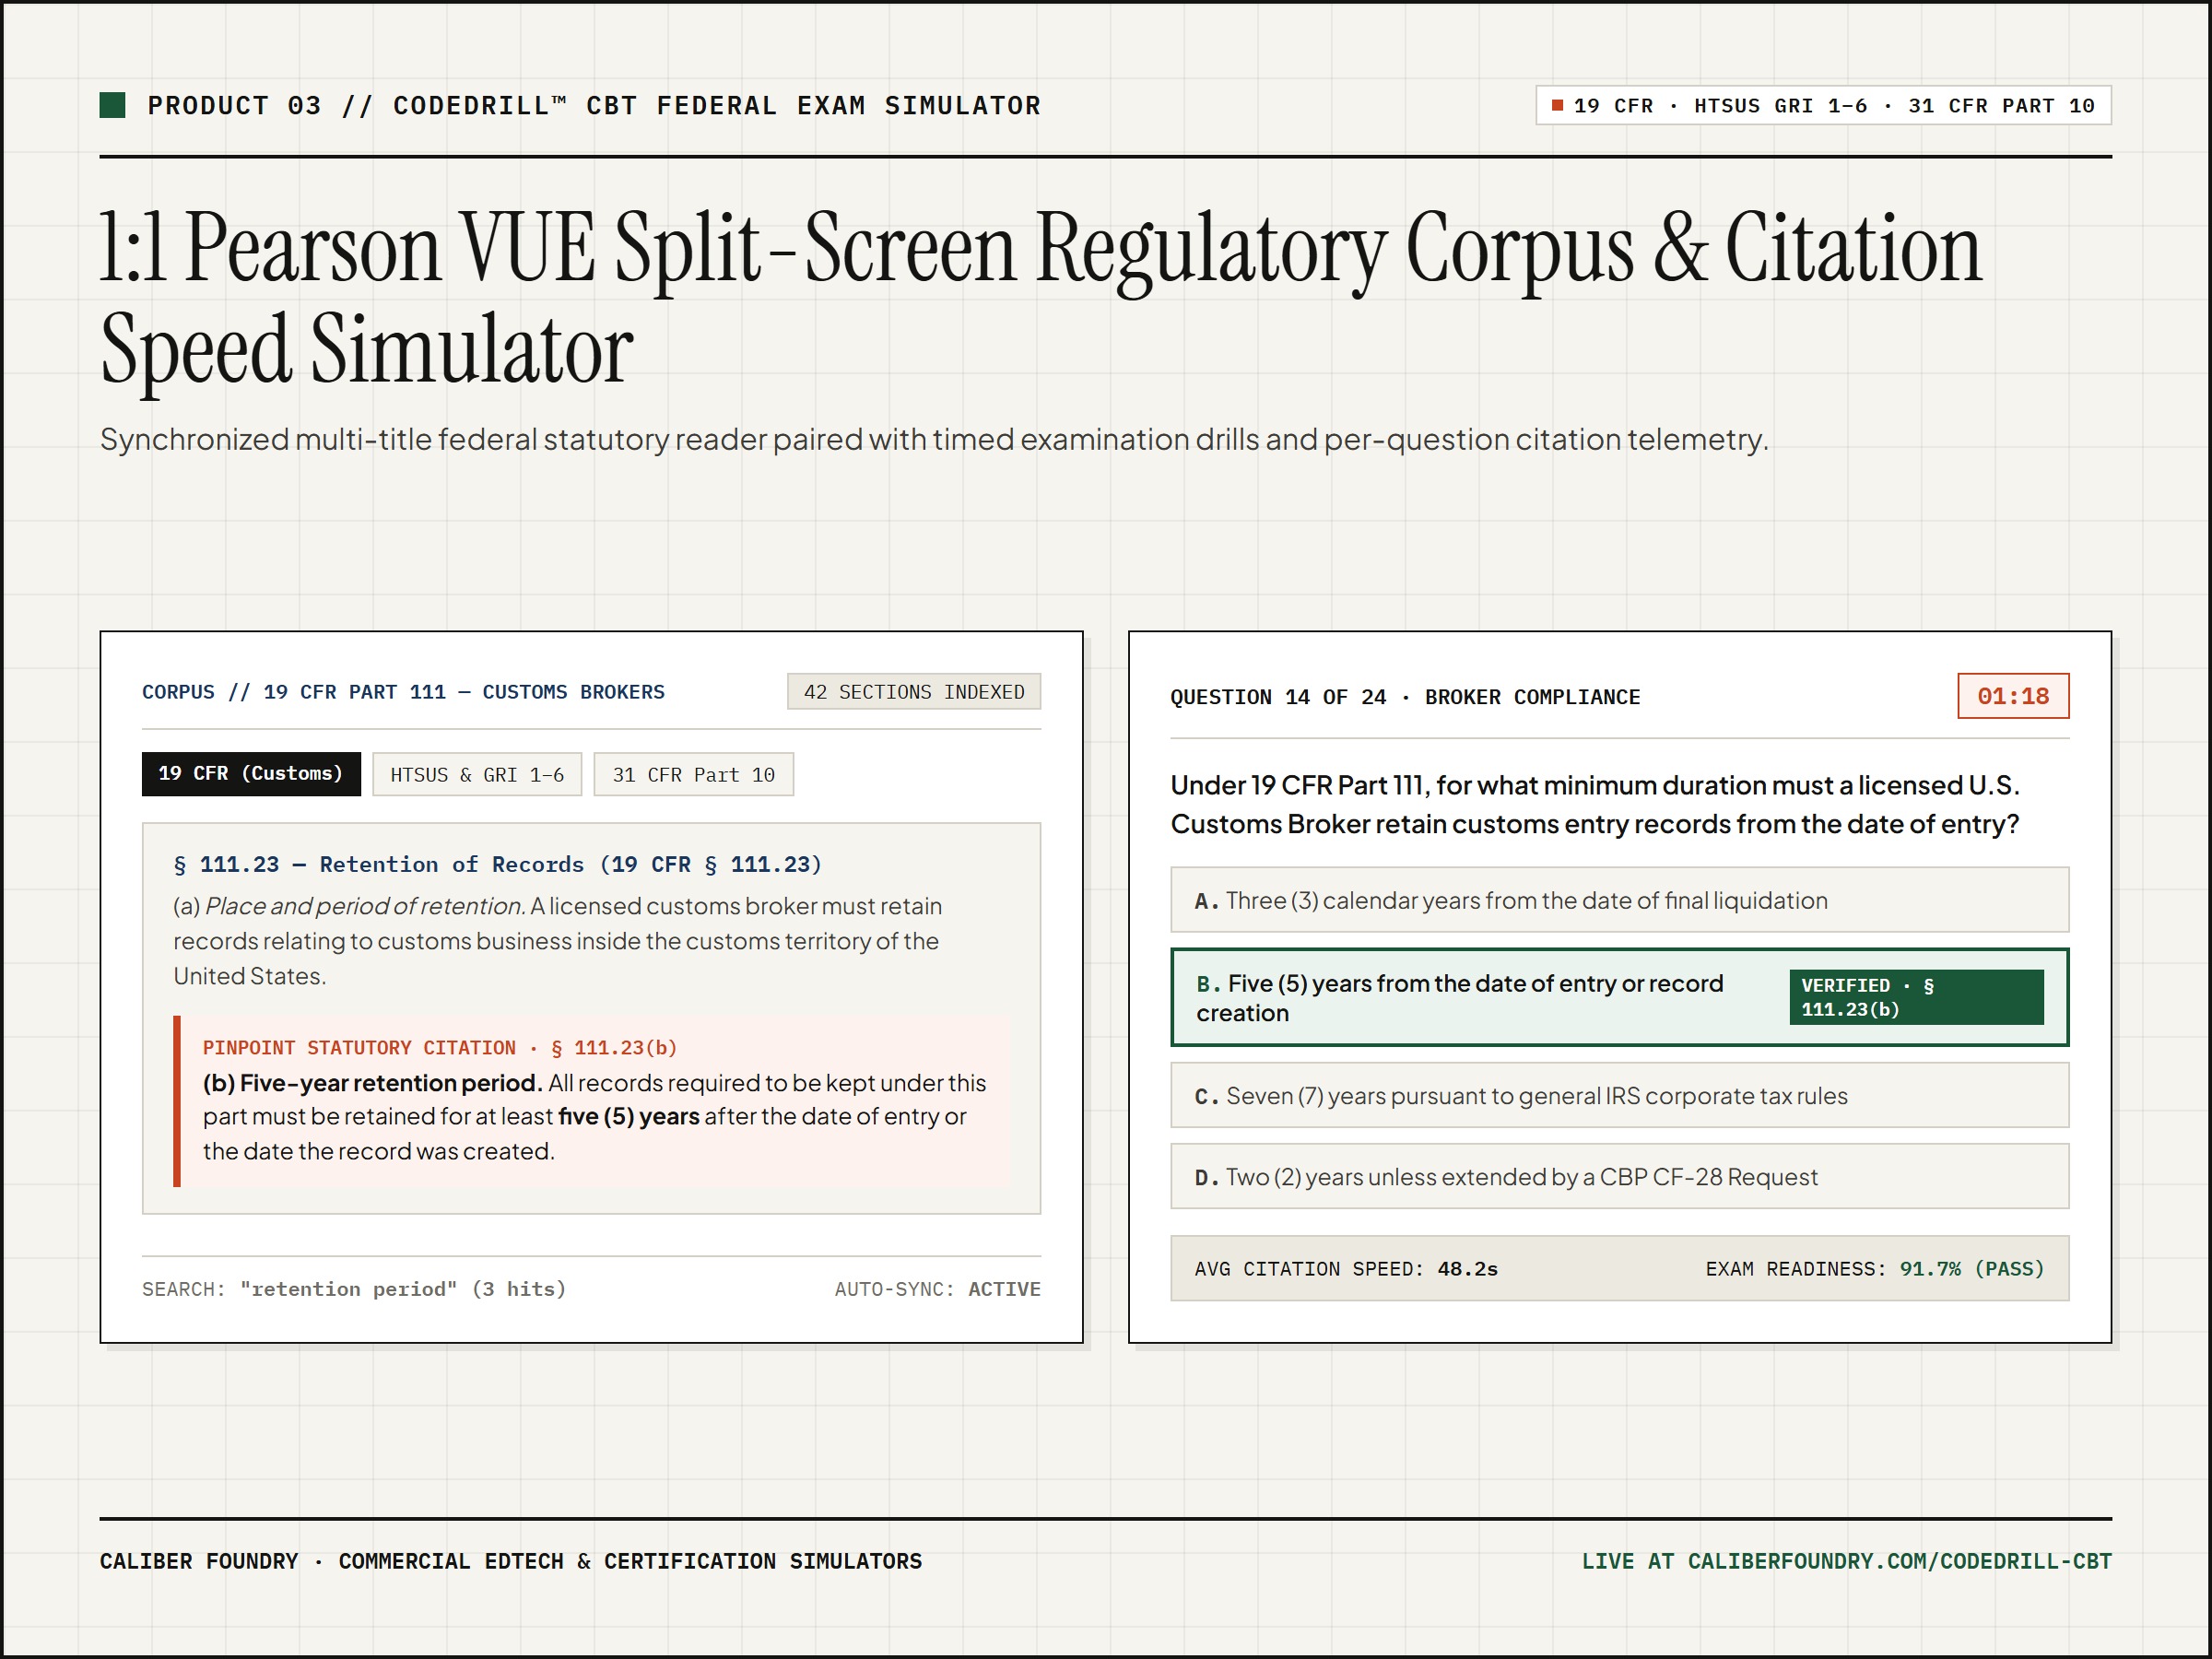 PRODUCT 03 // CODEDRILL™ CBT FEDERAL EXAM SIMULATOR
19 CFR · HTSUS GRI 1–6 · 31 CFR PART 10
1:1 Pearson VUE Split-Screen Regulatory Corpus & Citation
Speed Simulator
Synchronized multi-title federal statutory reader paired with timed examination drills and per-question citation telemetry.
CORPUS // 19 CFR PART 111 — CUSTOMS BROKERS
42 SECTIONS INDEXED
19 CFR (Customs)
HTSUS & GRI 1–6
31 CFR Part 10
§ 111.23 — Retention of Records (19 CFR § 111.23)
(a) Place and period of retention. A licensed customs broker must retain
records relating to customs business inside the customs territory of the
United States.
PINPOINT STATUTORY CITATION · § 111.23(b)
(b) Five-year retention period. All records required to be kept under this
part must be retained for at least five (5) years after the date of entry or
the date the record was created.
SEARCH: "retention period" (3 hits)
AUTO-SYNC: ACTIVE
QUESTION 14 OF 24 · BROKER COMPLIANCE
01:18
Under 19 CFR Part 111, for what minimum duration must a licensed U.S.
Customs Broker retain customs entry records from the date of entry?
A. Three (3) calendar years from the date of final liquidation
B. Five (5) years from the date of entry or record
creation
VERIFIED · §
111.23(b)
C. Seven (7) years pursuant to general IRS corporate tax rules
D. Two (2) years unless extended by a CBP CF-28 Request
AVG CITATION SPEED: 48.2s
EXAM READINESS: 91.7% (PASS)
CALIBER FOUNDRY · COMMERCIAL EDTECH & CERTIFICATION SIMULATORS
LIVE AT CALIBERFOUNDRY.COM/CODEDRILL-CBT